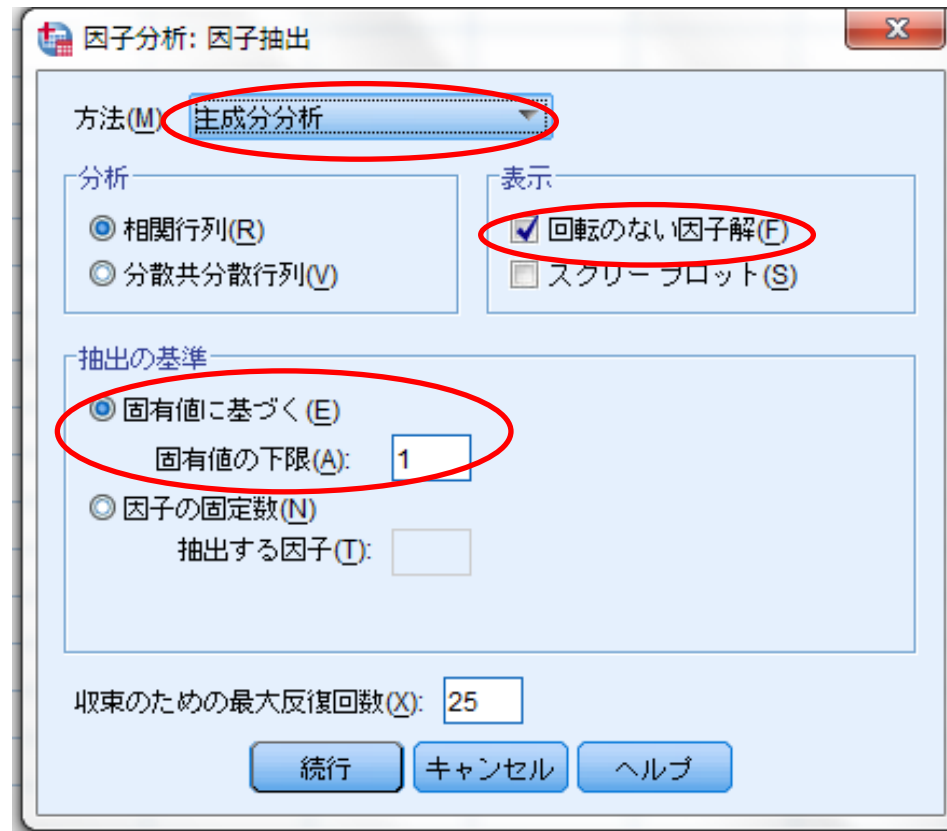 因子分析: 因子抽出
方法(M) 主成分分析
分析
相関行列(R)
分散共分散行列(V)
表示
回転のない因子解(F)
スクリー プロット(S)
抽出の基準
固有値に基づく(E)
固有値の下限(A): 1
因子の固定数(N)
抽出する因子(T):
収束のための最大反復回数(X): 25
続行 キャンセル ヘルプ